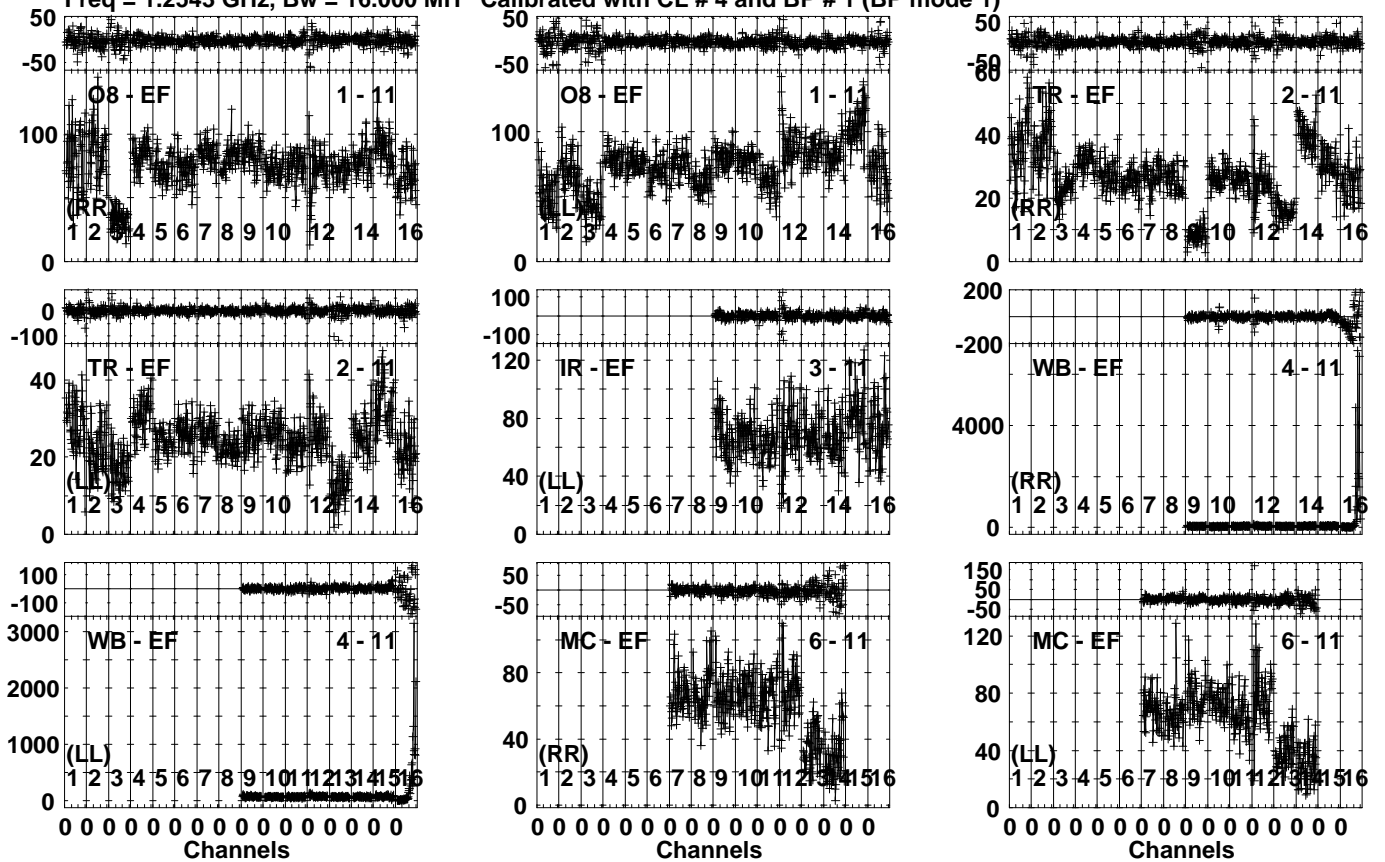 Freq = 1.2543 GHz, Bw = 16.000 MH Calibrated with CL # 4 and BP # 1 (BP mode 1)
50
-50
O8 - EF 1 - 11
100
(RR)
1 2 3 4 5 6 7 8 9 10 12 14 16
0
50
-50
O8 - EF 1 - 11
100
(LL)
1 2 3 4 5 6 7 8 9 10 12 14 16
0
50
-50
60
TR - EF 2 - 11
40
20
(RR)
1 2 3 4 5 6 7 8 9 10 12 14 16
0
0
-100
TR - EF 2 - 11
40
20
(LL)
1 2 3 4 5 6 7 8 9 10 12 14 16
0
100
-100
120
IR - EF 3 - 11
80
40
(LL)
1 2 3 4 5 6 7 8 9 10 12 14 16
0
200
-200
WB - EF 4 - 11
4000
(RR)
1 2 3 4 5 6 7 8 9 10 12 14 16
0
100
-100
3000
WB - EF 4 - 11
2000
1000
(LL)
1 2 3 4 5 6 7 8 9 10 11 12 13 14 15 16
0
0 0 0 0 0 0 0 0 0 0 0 0 0 0 0 0
Channels
50
-50
MC - EF 6 - 11
80
40
(RR)
1 2 3 4 5 6 7 8 9 10 11 12 13 14 15 16
0
0 0 0 0 0 0 0 0 0 0 0 0 0 0 0 0
Channels
150
50
-50
120
MC - EF 6 - 11
80
40
(LL)
1 2 3 4 5 6 7 8 9 10 11 12 13 14 15 16
0
0 0 0 0 0 0 0 0 0 0 0 0 0 0 0 0
Channels